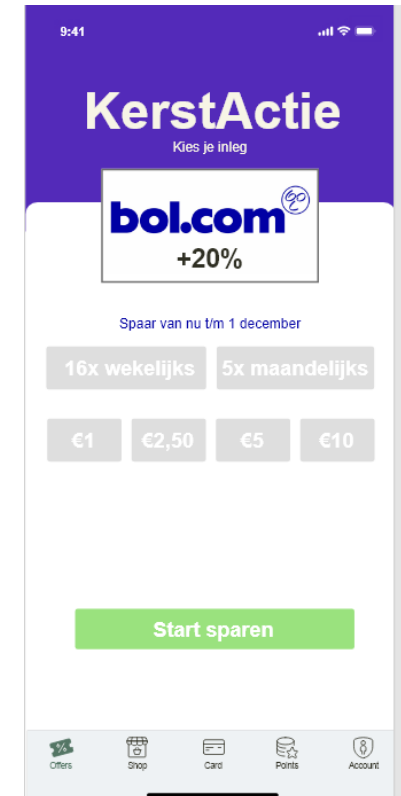 9:41
KerstActie
Kies je inleg
bol.com
+20%
Spaar van nu t/m 1 december
16x wekelijks 5x maandelijks
€1 €2,50 €5 €10
Start sparen
Offers Shop Card Points Account